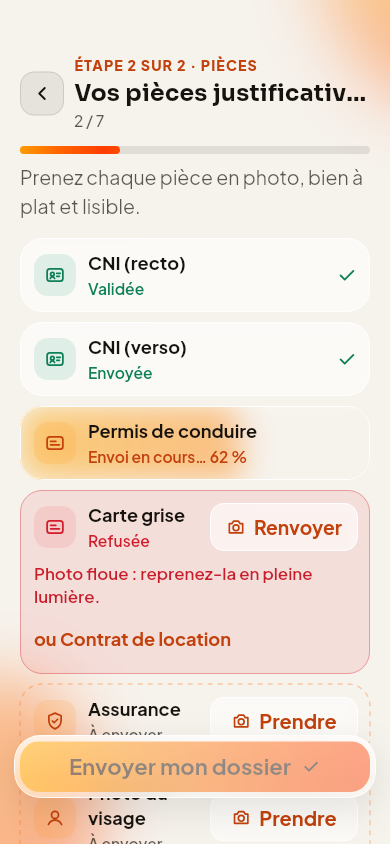 ÉTAPE 2 SUR 2 · PIÈCES
Vos pièces justificativ…
2 / 7
Prenez chaque pièce en photo, bien à
plat et lisible.
CNI (recto)
Validée
CNI (verso)
Envoyée
Permis de conduire
Envoi en cours… 62 %
Carte grise
Refusée
Renvoyer
Photo floue : reprenez-la en pleine
lumière.
ou Contrat de location
Assurance
À envoyer
Prendre
Envoyer mon dossier
Photo du
visage
À envoyer
Prendre